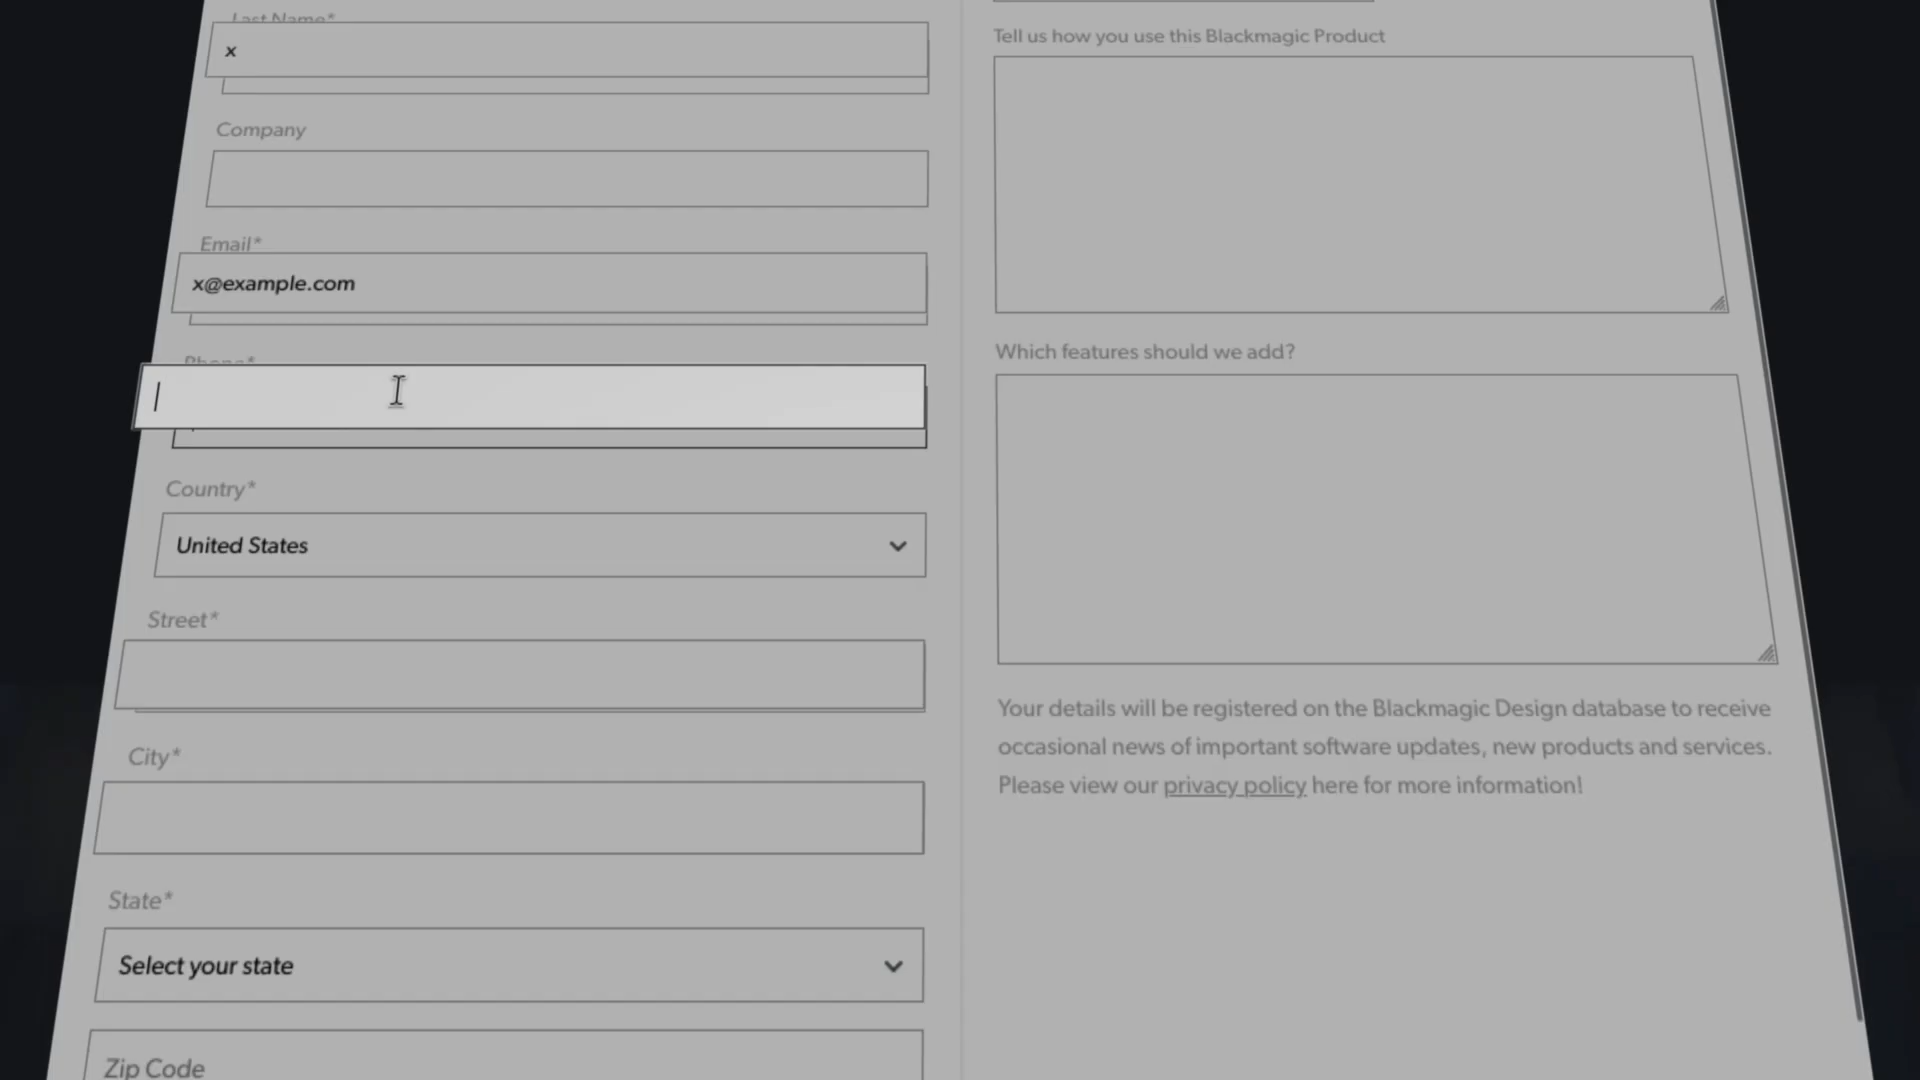 Last Name*
x
Company
Email*
x@example.com
Phone*
Country*
United States
Street*
City*
State*
Select your state
Zip Code
Tell us how you use this Blackmagic Product
Which features should we add?
Your details will be registered on the Blackmagic Design database to receive
occasional news of important software updates, new products and services.
Please view our privacy policy here for more information!